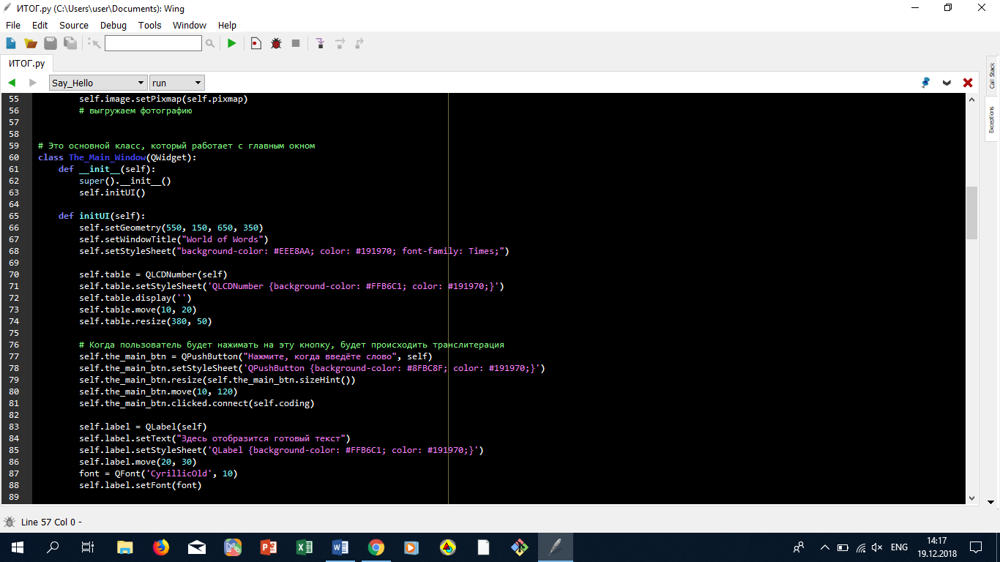 ИТОГ.py (C:\Users\user\Documents): Wing
File Edit Source Debug Tools Window Help
ИТОГ.py
Say_Hello run
55 self.image.setPixmap(self.pixmap)
56 # выгружаем фотографию
57
58
59 # Это основной класс, который работает с главным окном
60 class The_Main_Window(QWidget):
61 def __init__(self):
62 super().__init__()
63 self.initUI()
64
65 def initUI(self):
66 self.setGeometry(550, 150, 650, 350)
67 self.setWindowTitle("World of Words")
68 self.setStyleSheet("background-color: #EEE8AA; color: #191970; font-family: Times;")
69
70 self.table = QLCDNumber(self)
71 self.table.setStyleSheet('QLCDNumber {background-color: #FFB6C1; color: #191970;}')
72 self.table.display('')
73 self.table.move(10, 20)
74 self.table.resize(380, 50)
75
76 # Когда пользователь будет нажимать на эту кнопку, будет происходить транслитерация
77 self.the_main_btn = QPushButton("Нажмите, когда введёте слово", self)
78 self.the_main_btn.setStyleSheet('QPushButton {background-color: #8FBC8F; color: #191970;}')
79 self.the_main_btn.resize(self.the_main_btn.sizeHint())
80 self.the_main_btn.move(10, 120)
81 self.the_main_btn.clicked.connect(self.coding)
82
83 self.label = QLabel(self)
84 self.label.setText("Здесь отобразится готовый текст")
85 self.label.setStyleSheet('QLabel {background-color: #FFB6C1; color: #191970;}')
86 self.label.move(20, 30)
87 font = QFont('CyrillicOld', 10)
88 self.label.setFont(font)
89
Call Stack
Exceptions
Line 57 Col 0 -
ENG
14:17
19.12.2018